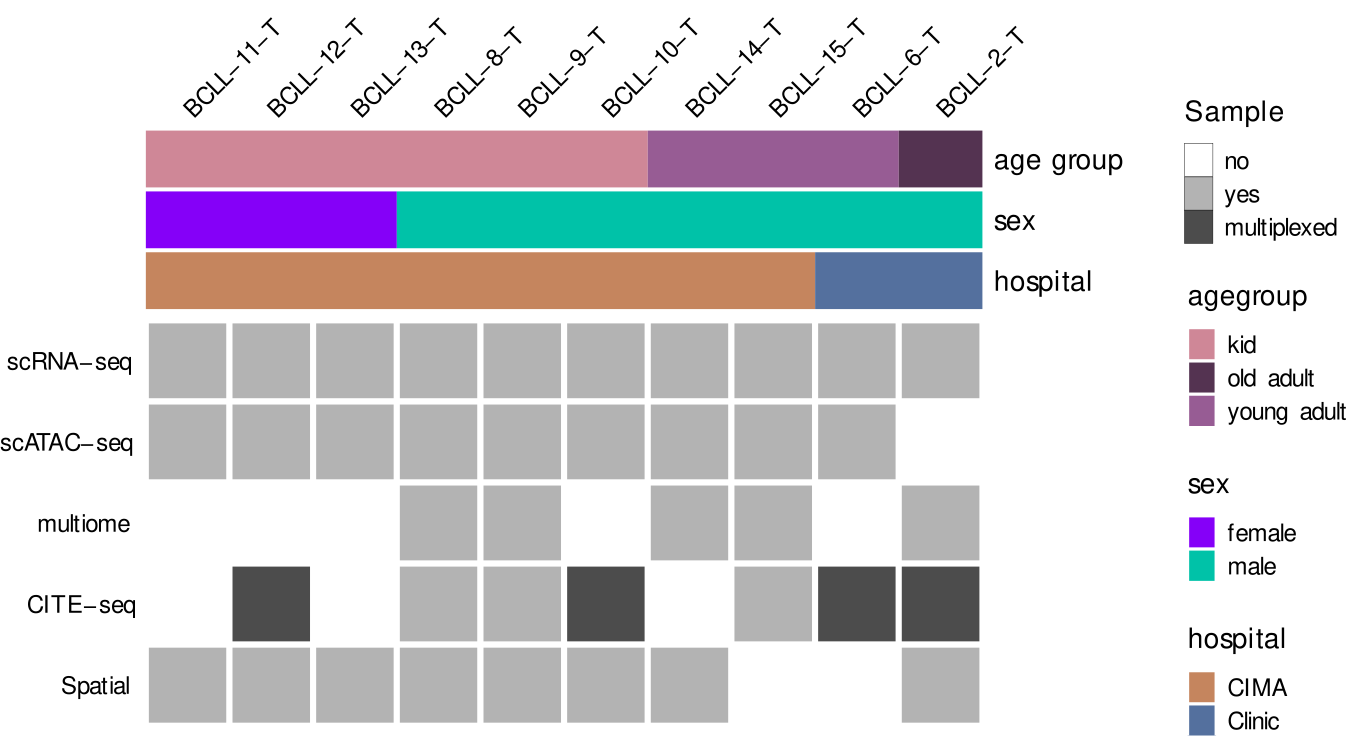 BCLL−11−T
BCLL−12−T
BCLL−13−T
BCLL−8−T
BCLL−9−T
BCLL−10−T
BCLL−14−T
BCLL−15−T
BCLL−6−T
BCLL−2−T
age group
sex
hospital
scRNA−seq
scATAC−seq
multiome
CITE−seq
Spatial
Sample
no
yes
multiplexed
agegroup
kid
old adult
young adult
sex
female
male
hospital
CIMA
Clinic